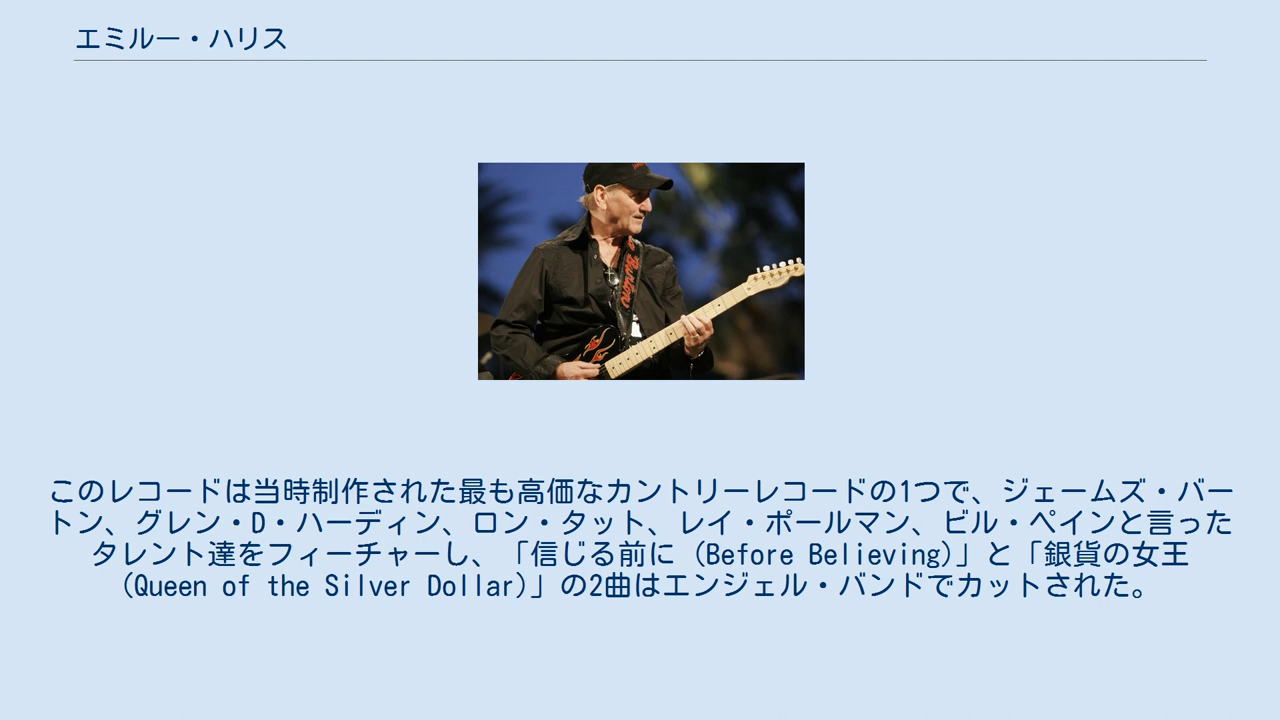 エミルー・ハリス
このレコードは当時制作された最も高価なカントリーレコードの1つで、ジェームズ・バー
トン、グレン・D・ハーディン、ロン・タット、レイ・ポールマン、ビル・ペインと言った
タレント達をフィーチャーし、「信じる前に (Before Believing)」と「銀貨の女王
(Queen of the Silver Dollar)」の2曲はエンジェル・バンドでカットされた。